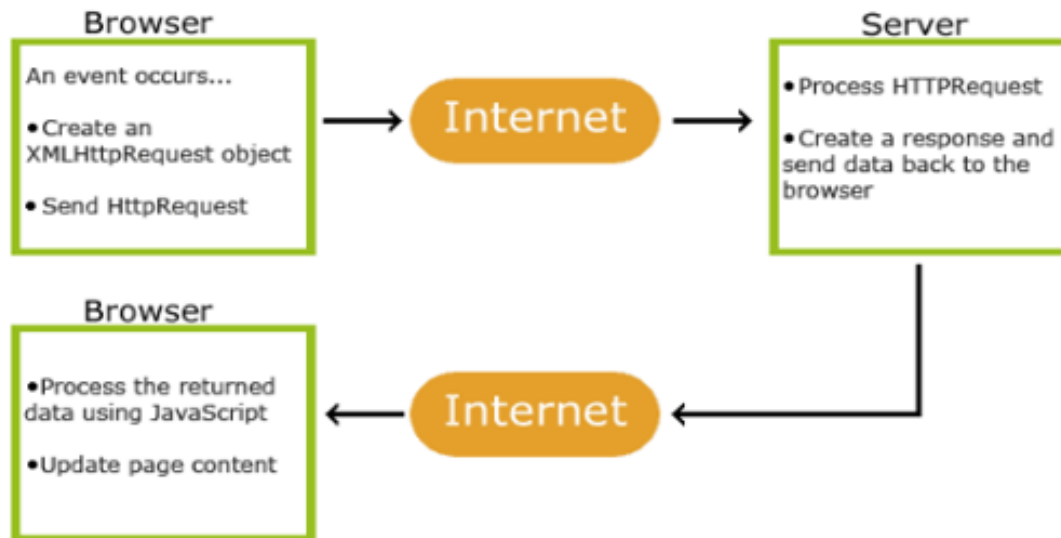 Browser
An event occurs...
•Create an
XMLHttpRequest object
•Send HttpRequest
Internet
Server
•Process HTTPRequest
•Create a response and
send data back to the
browser
Browser
•Process the returned
data using JavaScript
•Update page content
Internet